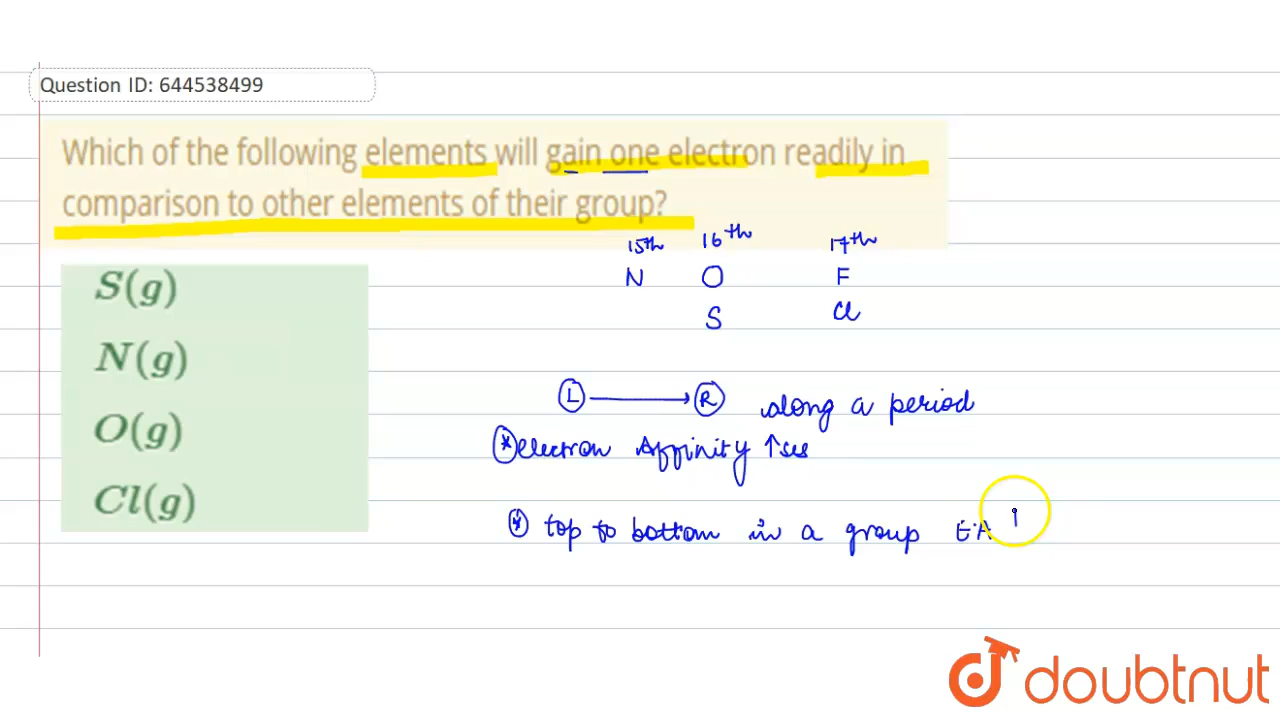 Question ID: 644538499
Which of the following elements will gain one electron readily in
comparison to other elements of their group?
S(g)
N(g)
O(g)
Cl(g)
15th 16th 17th
N O F
S Cl
L R along a period
* electron Affinity ↑ses
* top to bottom in a group E·A
doubtnut